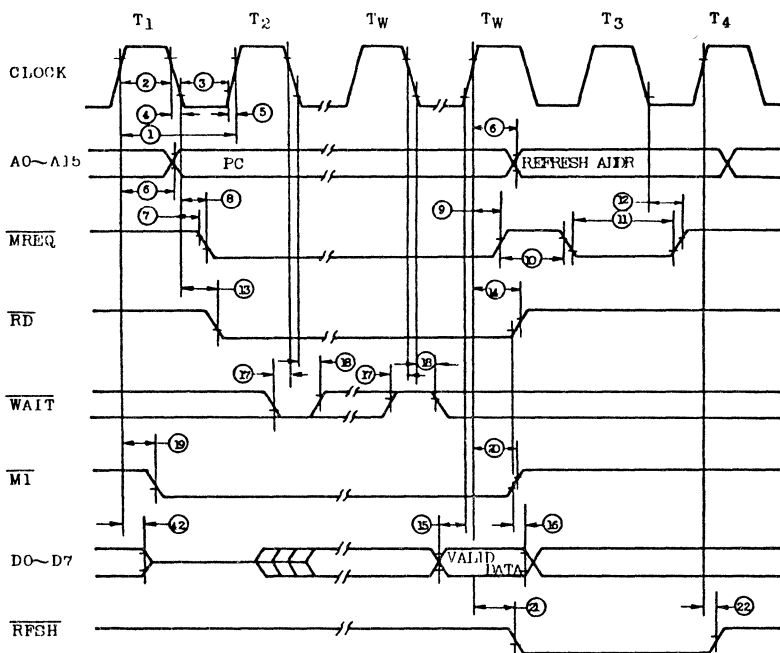 T1 T2 TW TW T3 T4
CLOCK
② ③
④ ⑤
① ⑥
A0~A15 PC REFRESH ADDR
⑥ ⑧ ⑫
⑦ ⑨ ⑪
MREQ
⑩
⑬ ⑭
RD
⑰ ⑱ ⑰ ⑱
WAIT
⑲ ⑳
M1
㊷ ⑮ ⑯
D0~D7 VALID DATA
㉑ ㉒
RFSH